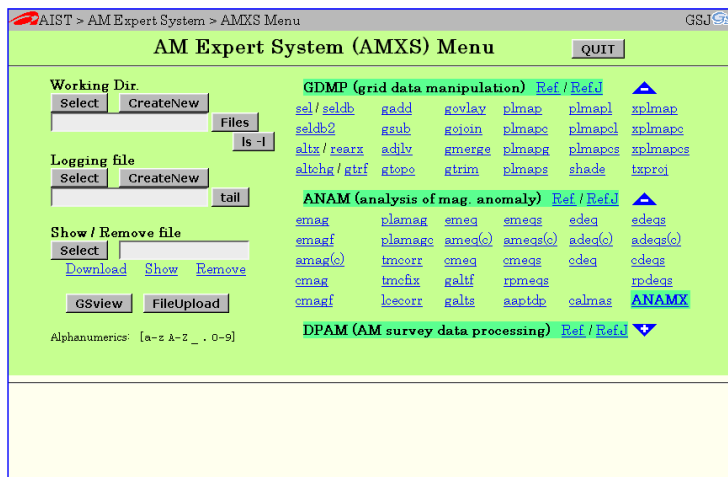 AIST > AM Expert System > AMXS Menu GSJ
AM Expert System (AMXS) Menu QUIT
Working Dir.
Select CreateNew
Files
ls -l
Logging file
Select CreateNew
tail
Show / Remove file
Select
Download Show Remove
GSview FileUpload
Alphanumerics: [a-z A-Z _ . 0-9]
GDMP (grid data manipulation) Ref. / Ref.J
sel / seldb gadd govlay plmap plmapl xplmap
seldb2 gsub gojoin plmapc plmapcl xplmapc
altx / rearx adjlv gmerge plmapg plmapcs xplmapcs
altchg / gtrf gtopo gtrim plmaps shade txproj
ANAM (analysis of mag. anomaly) Ref. / Ref.J
emag plamag emeq emeqs edeq edeqs
emagf plamagc ameq(c) ameqs(c) adeq(c) adeqs(c)
amag(c) tmcorr cmeq cmeqs cdeq cdeqs
cmag tmcfix galtf rpmeqs rpdeqs
cmagf lcecorr galts aaptdp calmas ANAMX
DPAM (AM survey data processing) Ref. / Ref.J